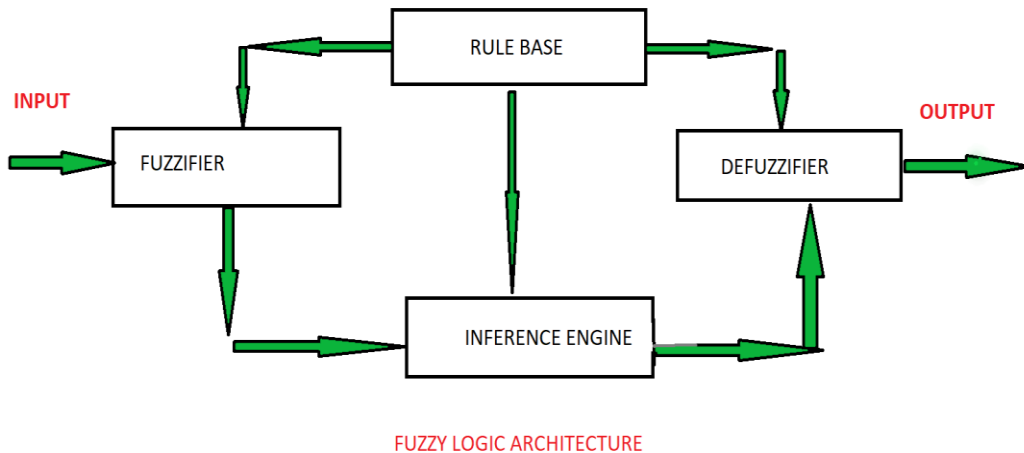 RULE BASE
INPUT
OUTPUT
FUZZIFIER
DEFUZZIFIER
INFERENCE ENGINE
FUZZY LOGIC ARCHITECTURE